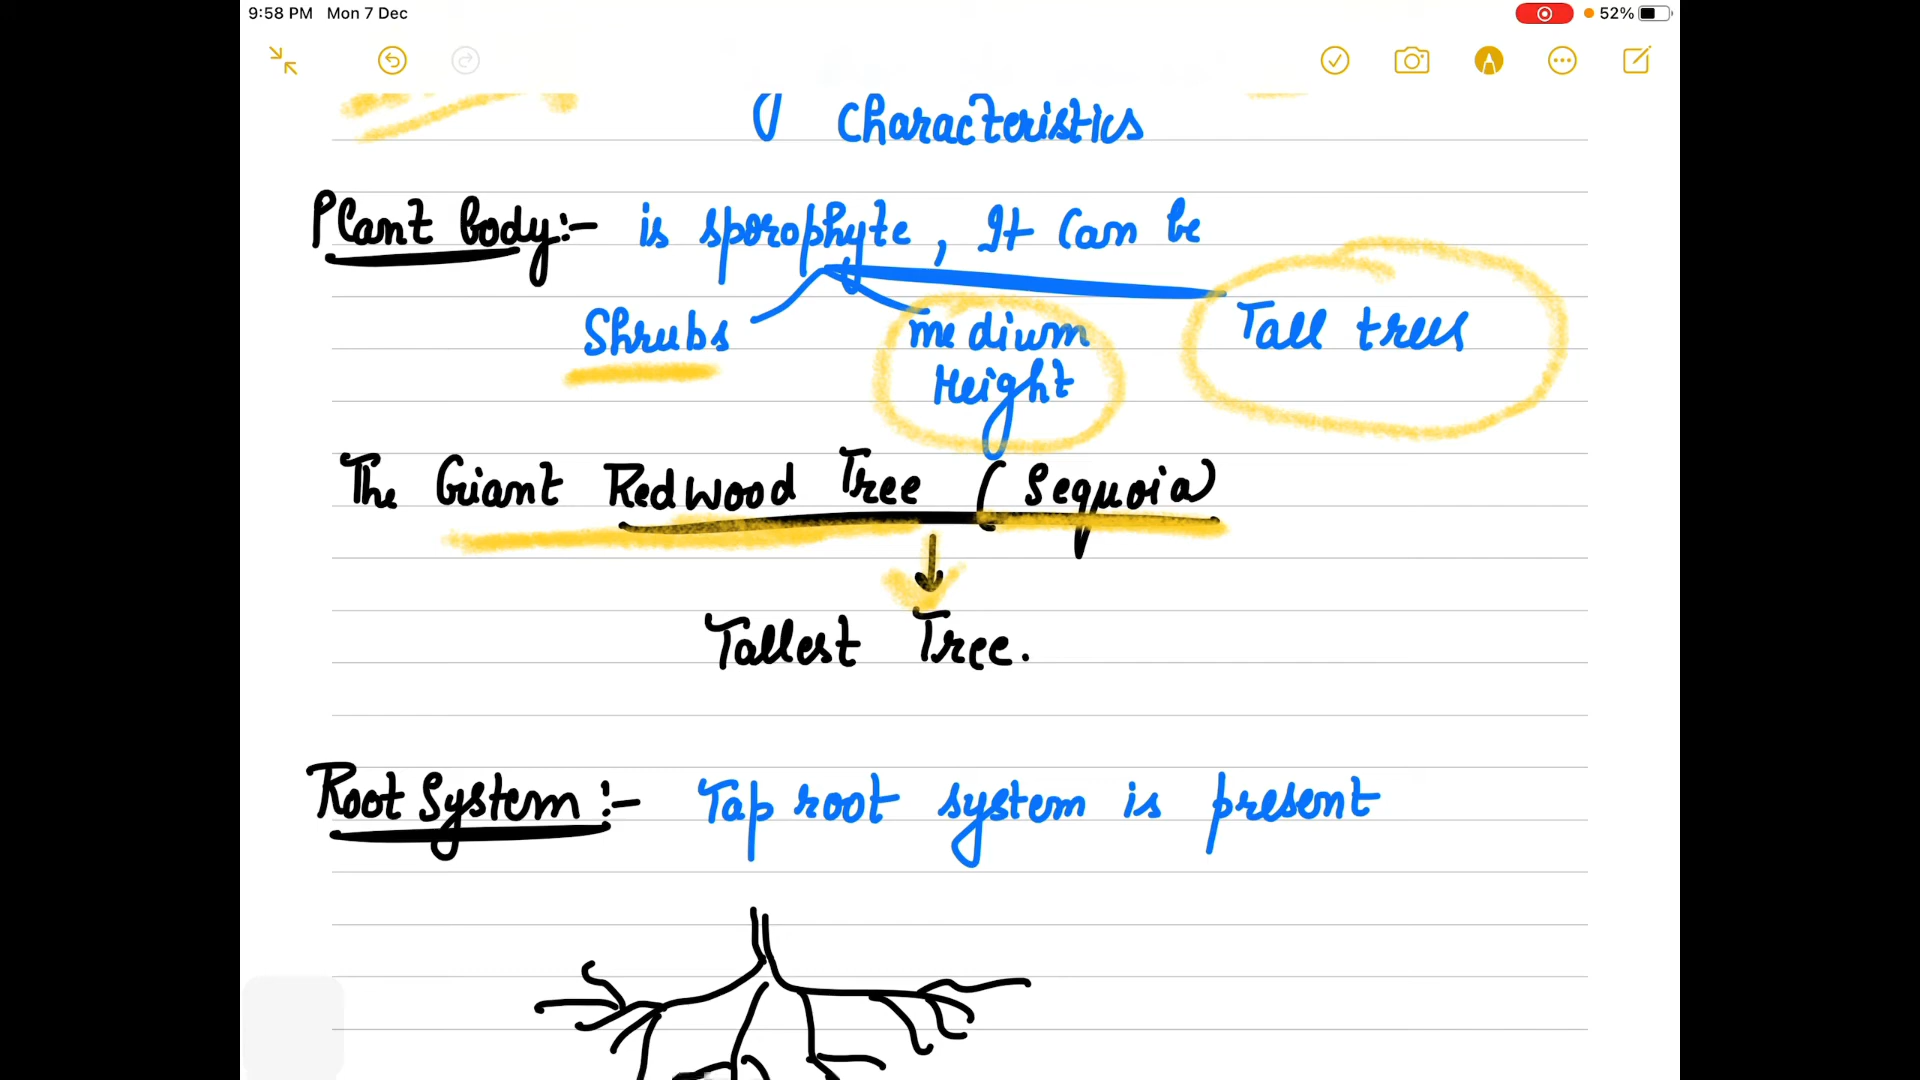 9:58 PM Mon 7 Dec
52%
Characteristics
Plant body:- is sporophyte, It Can be
Shrubs medium Tall trees
Height
The Giant Redwood Tree (Sequoia)
Tallest Tree.
Root System:- Tap root system is present